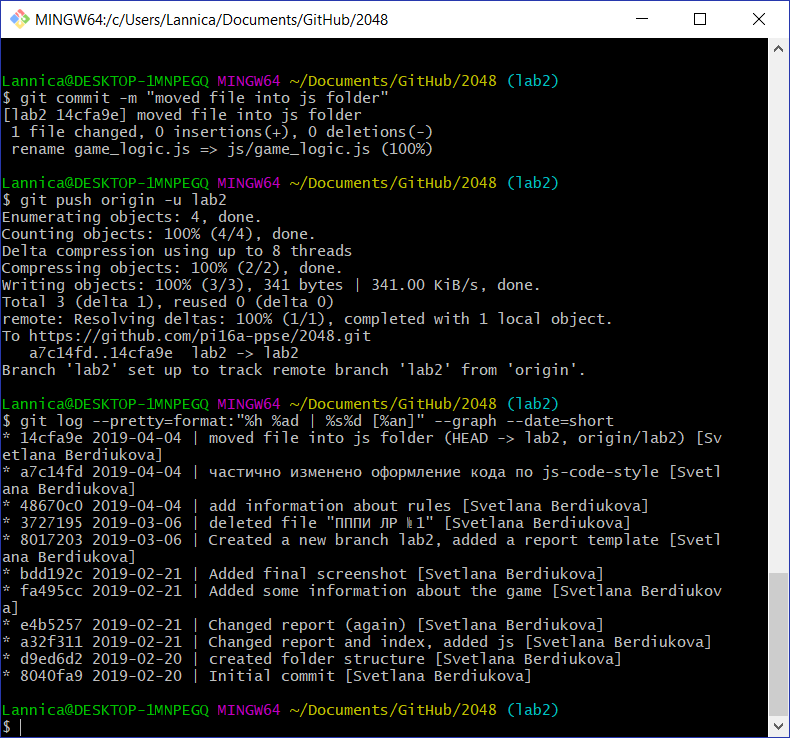 MINGW64:/c/Users/Lannica/Documents/GitHub/2048
Lannica@DESKTOP-1MNPEGQ MINGW64 ~/Documents/GitHub/2048 (lab2)
$ git commit -m "moved file into js folder"
[lab2 14cfa9e] moved file into js folder
 1 file changed, 0 insertions(+), 0 deletions(-)
 rename game_logic.js => js/game_logic.js (100%)
Lannica@DESKTOP-1MNPEGQ MINGW64 ~/Documents/GitHub/2048 (lab2)
$ git push origin -u lab2
Enumerating objects: 4, done.
Counting objects: 100% (4/4), done.
Delta compression using up to 8 threads
Compressing objects: 100% (2/2), done.
Writing objects: 100% (3/3), 341 bytes | 341.00 KiB/s, done.
Total 3 (delta 1), reused 0 (delta 0)
remote: Resolving deltas: 100% (1/1), completed with 1 local object.
To https://github.com/pi16a-ppse/2048.git
   a7c14fd..14cfa9e  lab2 -> lab2
Branch 'lab2' set up to track remote branch 'lab2' from 'origin'.
Lannica@DESKTOP-1MNPEGQ MINGW64 ~/Documents/GitHub/2048 (lab2)
$ git log --pretty=format:"%h %ad | %s%d [%an]" --graph --date=short
* 14cfa9e 2019-04-04 | moved file into js folder (HEAD -> lab2, origin/lab2) [Sv
etlana Berdiukova]
* a7c14fd 2019-04-04 | частично изменено оформление кода по js-code-style [Svetl
ana Berdiukova]
* 48670c0 2019-04-04 | add information about rules [Svetlana Berdiukova]
* 3727195 2019-03-06 | deleted file "ПППИ ЛР №1" [Svetlana Berdiukova]
* 8017203 2019-03-06 | Created a new branch lab2, added a report template [Svetl
ana Berdiukova]
* bdd192c 2019-02-21 | Added final screenshot [Svetlana Berdiukova]
* fa495cc 2019-02-21 | Added some information about the game [Svetlana Berdiukov
a]
* e4b5257 2019-02-21 | Changed report (again) [Svetlana Berdiukova]
* a32f311 2019-02-21 | Changed report and index, added js [Svetlana Berdiukova]
* d9ed6d2 2019-02-20 | created folder structure [Svetlana Berdiukova]
* 8040fa9 2019-02-20 | Initial commit [Svetlana Berdiukova]
Lannica@DESKTOP-1MNPEGQ MINGW64 ~/Documents/GitHub/2048 (lab2)
$